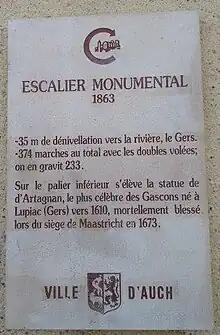 ESCALIER MONUMENTAL
1863
-35 m de dénivellation vers la rivière, le Gers.
-374 marches au total avec les doubles volées;
on en gravit 233.
Sur le palier inférieur s'élève la statue de
d'Artagnan, le plus célèbre des Gascons né à
Lupiac (Gers) vers 1610, mortellement blessé
lors du siège de Maastricht en 1673.
VILLE D'AUCH